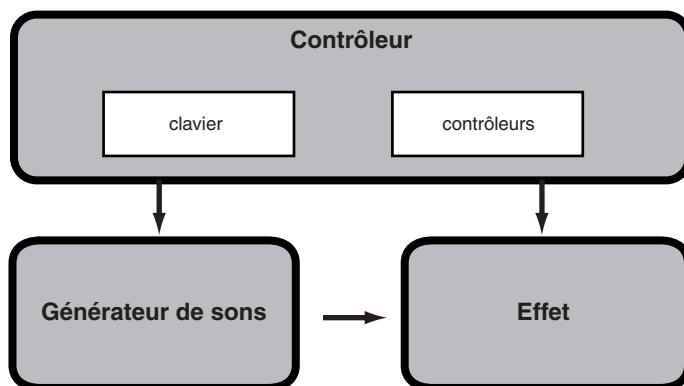 Contrôleur
clavier
contrôleurs
Générateur de sons
Effet